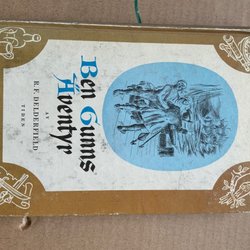 Ben Gunns
Äventyr
AV
R. F. DELDERFIELD
TIDEN